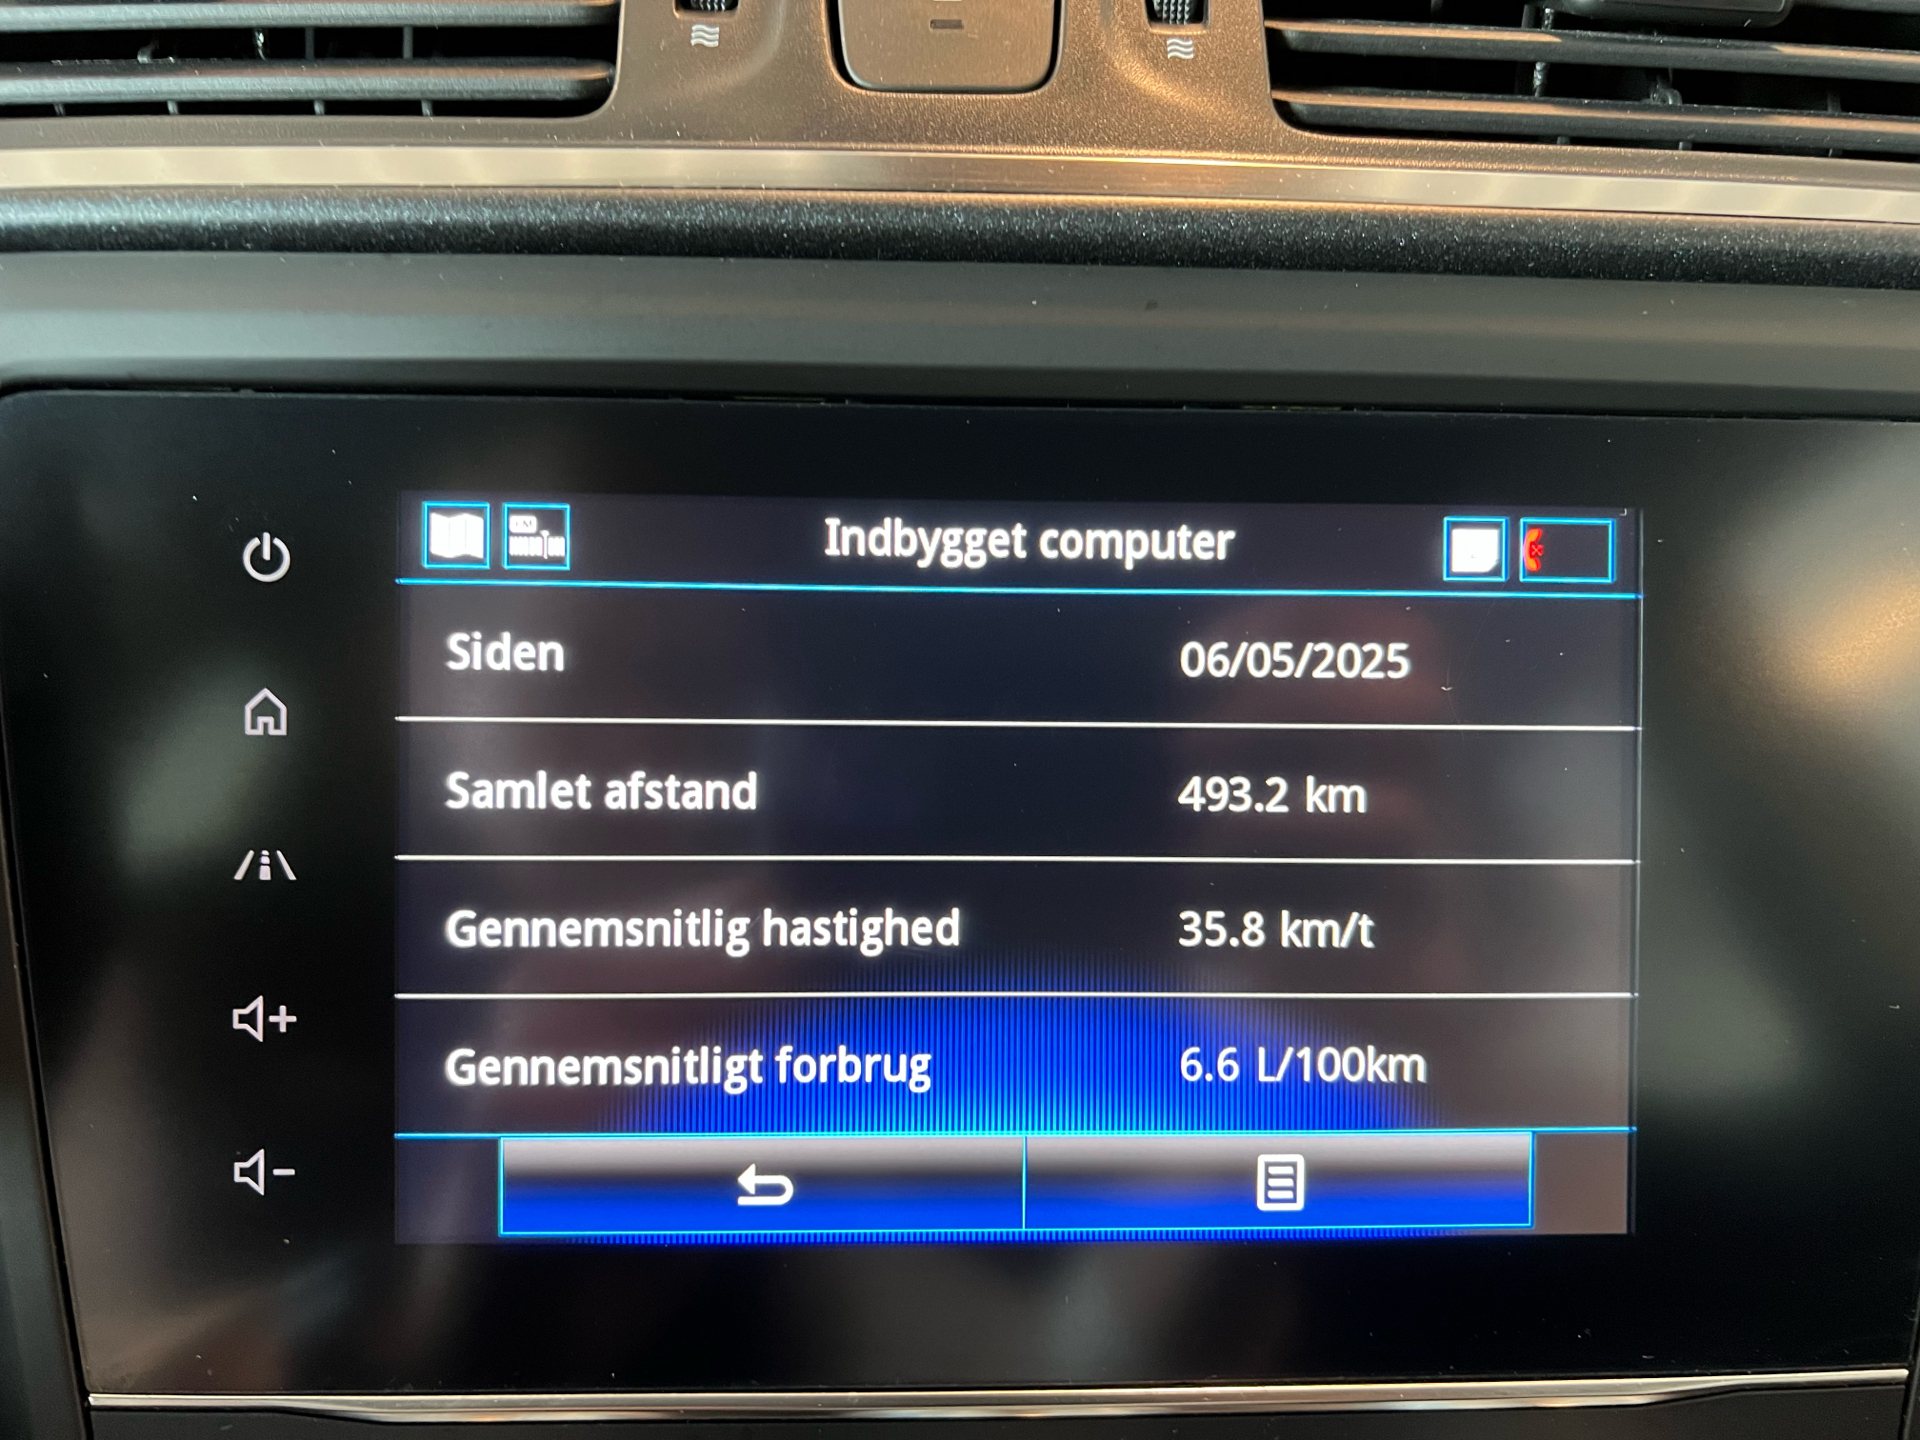 Indbygget computer
Siden 06/05/2025
Samlet afstand 493.2 km
Gennemsnitlig hastighed 35.8 km/t
Gennemsnitligt forbrug 6.6 L/100km